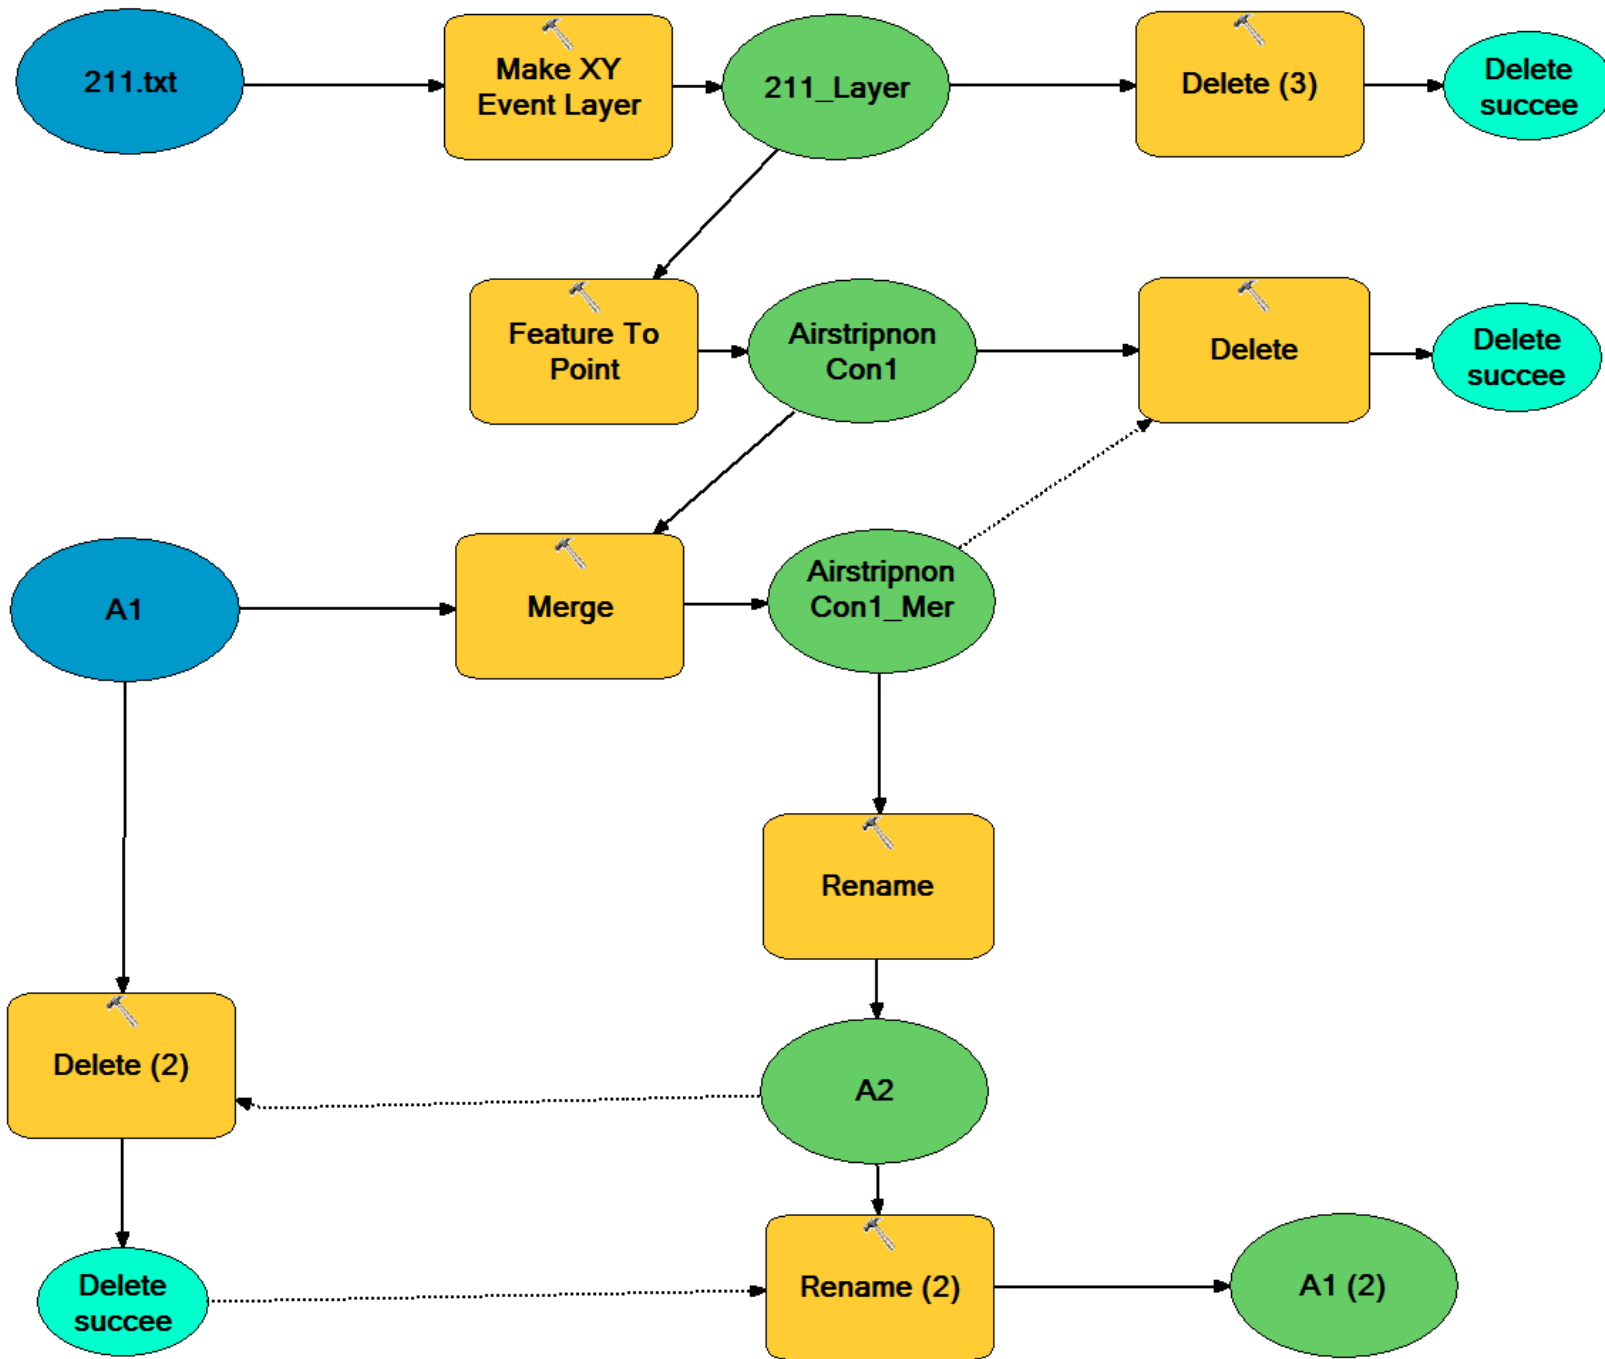 211.txt
Make XY
Event Layer
211_Layer
Delete (3)
Delete
succee
Feature To
Point
Airstripnon
Con1
Delete
Delete
succee
A1
Merge
Airstripnon
Con1_Mer
Rename
Delete (2)
A2
Delete
succee
Rename (2)
A1 (2)